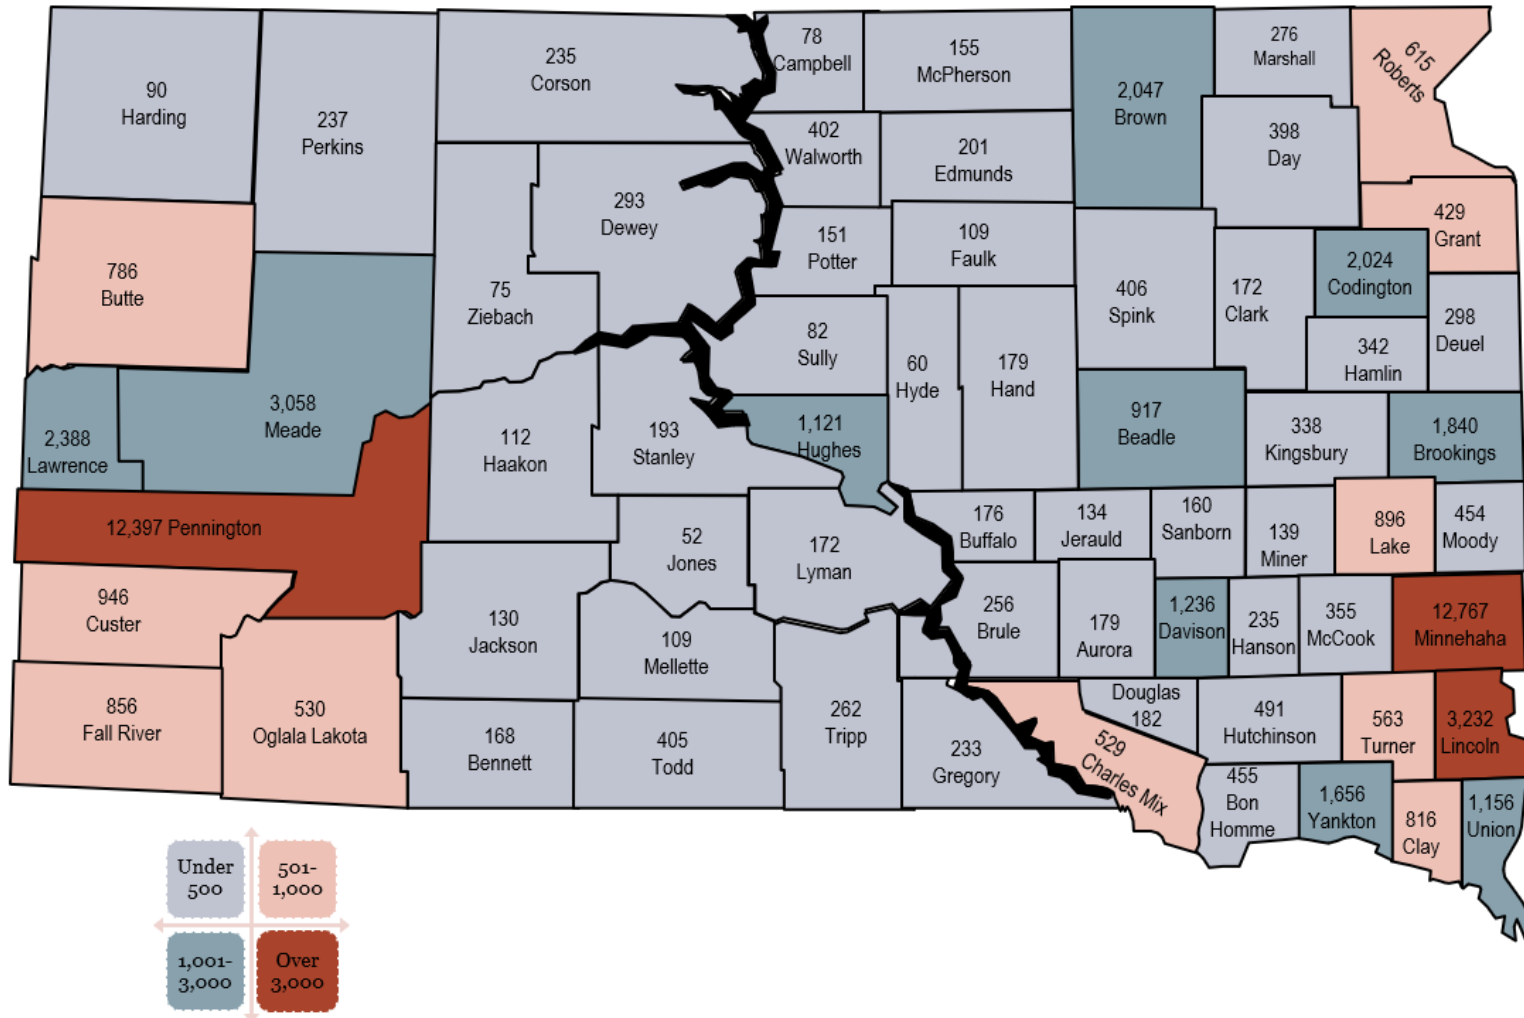 90
Harding
237
Perkins
235
Corson
78
Campbell
155
McPherson
2,047
Brown
276
Marshall
615
Roberts
402
Walworth
201
Edmunds
398
Day
429
Grant
786
Butte
75
Ziebach
293
Dewey
151
Potter
109
Faulk
406
Spink
172
Clark
2,024
Codington
298
Deuel
342
Hamlin
82
Sully
60
Hyde
179
Hand
2,388
Lawrence
3,058
Meade
112
Haakon
193
Stanley
1,121
Hughes
917
Beadle
338
Kingsbury
1,840
Brookings
12,397 Pennington
52
Jones
172
Lyman
176
Buffalo
134
Jerauld
160
Sanborn
139
Miner
896
Lake
454
Moody
946
Custer
130
Jackson
109
Mellette
256
Brule
179
Aurora
1,236
Davison
235
Hanson
355
McCook
12,767
Minnehaha
856
Fall River
530
Oglala Lakota
168
Bennett
405
Todd
262
Tripp
233
Gregory
529
Charles Mix
Douglas
182
491
Hutchinson
563
Turner
3,232
Lincoln
455
Bon
Homme
1,656
Yankton
816
Clay
1,156
Union
Under
500
501-
1,000
1,001-
3,000
Over
3,000